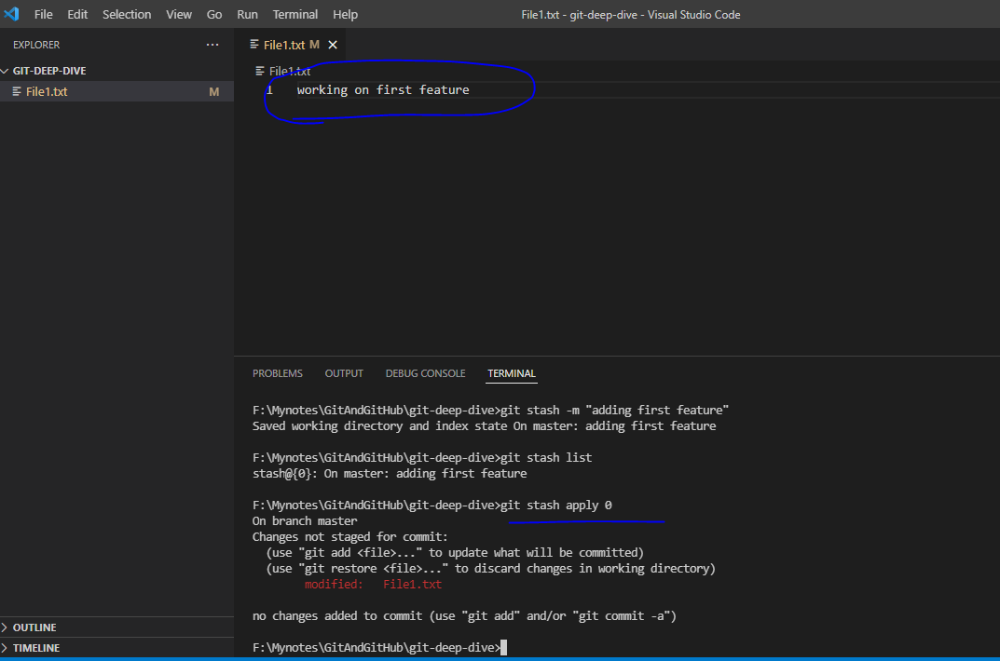 File Edit Selection View Go Run Terminal Help File1.txt - git-deep-dive - Visual Studio Code
EXPLORER ...
GIT-DEEP-DIVE
File1.txt M
File1.txt M
File1.txt
1 working on first feature
PROBLEMS OUTPUT DEBUG CONSOLE TERMINAL
F:\Mynotes\GitAndGitHub\git-deep-dive>git stash -m "adding first feature"
Saved working directory and index state On master: adding first feature
F:\Mynotes\GitAndGitHub\git-deep-dive>git stash list
stash@{0}: On master: adding first feature
F:\Mynotes\GitAndGitHub\git-deep-dive>git stash apply 0
On branch master
Changes not staged for commit:
(use "git add <file>..." to update what will be committed)
(use "git restore <file>..." to discard changes in working directory)
modified: File1.txt
no changes added to commit (use "git add" and/or "git commit -a")
F:\Mynotes\GitAndGitHub\git-deep-dive>
OUTLINE
TIMELINE